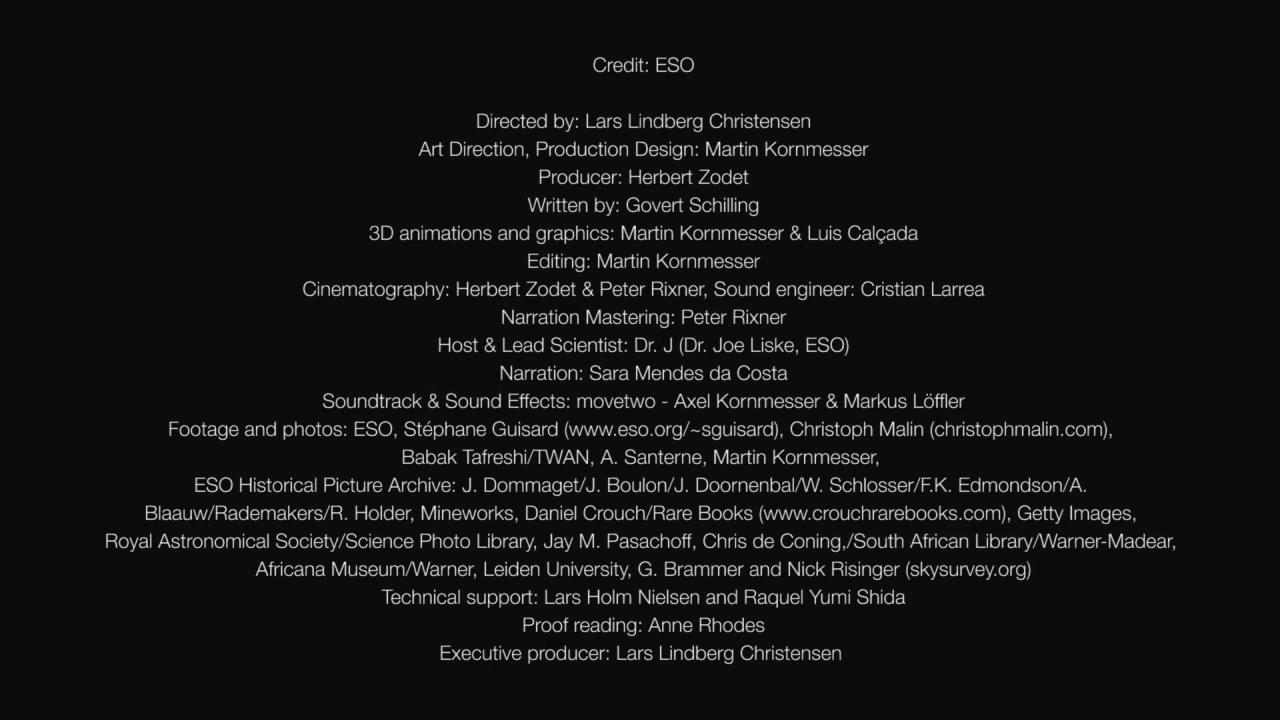 Credit: ESO
Directed by: Lars Lindberg Christensen
Art Direction, Production Design: Martin Kornmesser
Producer: Herbert Zodet
Written by: Govert Schilling
3D animations and graphics: Martin Kornmesser & Luis Calçada
Editing: Martin Kornmesser
Cinematography: Herbert Zodet & Peter Rixner, Sound engineer: Cristian Larrea
Narration Mastering: Peter Rixner
Host & Lead Scientist: Dr. J (Dr. Joe Liske, ESO)
Narration: Sara Mendes da Costa
Soundtrack & Sound Effects: movetwo - Axel Kornmesser & Markus Löffler
Footage and photos: ESO, Stéphane Guisard (www.eso.org/~sguisard), Christoph Malin (christophmalin.com),
Babak Tafreshi/TWAN, A. Santerne, Martin Kornmesser,
ESO Historical Picture Archive: J. Dommaget/J. Boulon/J. Doornenbal/W. Schlosser/F.K. Edmondson/A.
Blaauw/Rademakers/R. Holder, Mineworks, Daniel Crouch/Rare Books (www.crouchrarebooks.com), Getty Images,
Royal Astronomical Society/Science Photo Library, Jay M. Pasachoff, Chris de Coning,/South African Library/Warner-Madear,
Africana Museum/Warner, Leiden University, G. Brammer and Nick Risinger (skysurvey.org)
Technical support: Lars Holm Nielsen and Raquel Yumi Shida
Proof reading: Anne Rhodes
Executive producer: Lars Lindberg Christensen